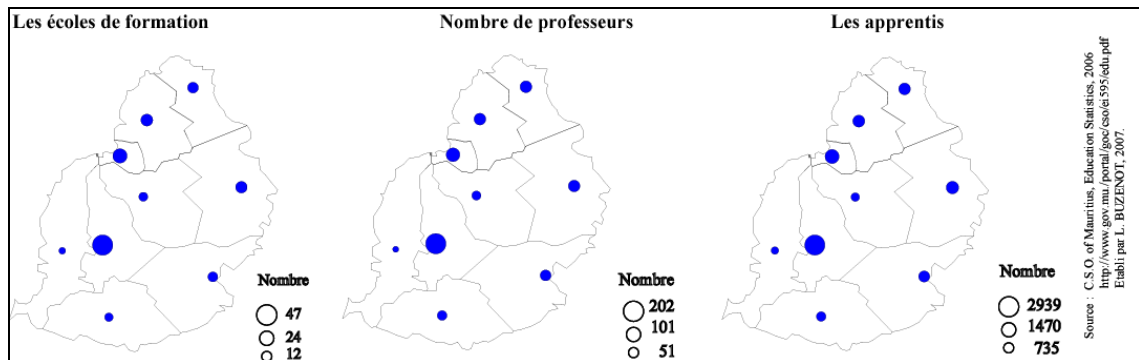 Les écoles de formation
Nombre
47
24
12
Nombre de professeurs
Nombre
202
101
51
Les apprentis
Nombre
2939
1470
735
Source : C.S.O. of Mauritius, Education Statistics, 2006
http://www.gov.mu./portal/goc/cso/ei595/edu.pdf
Etabli par L. BUZENOT, 2007.